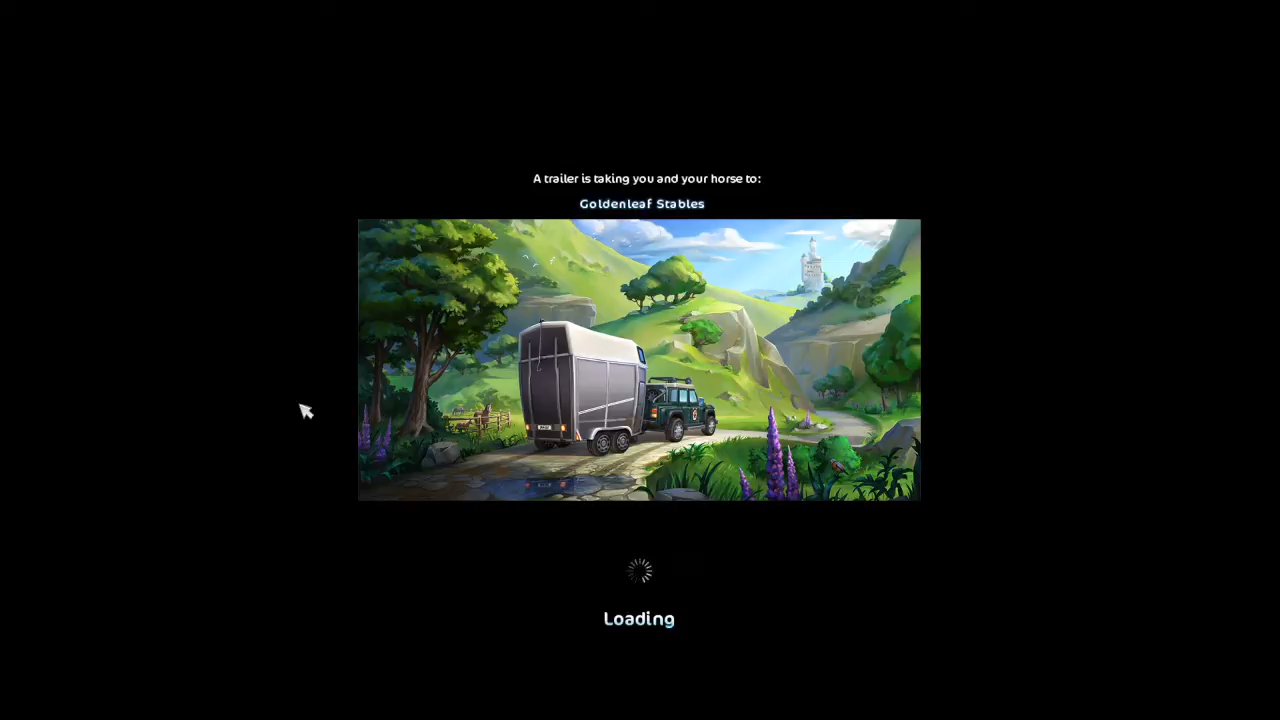 A trailer is taking you and your horse to:
Goldenleaf Stables
Loading